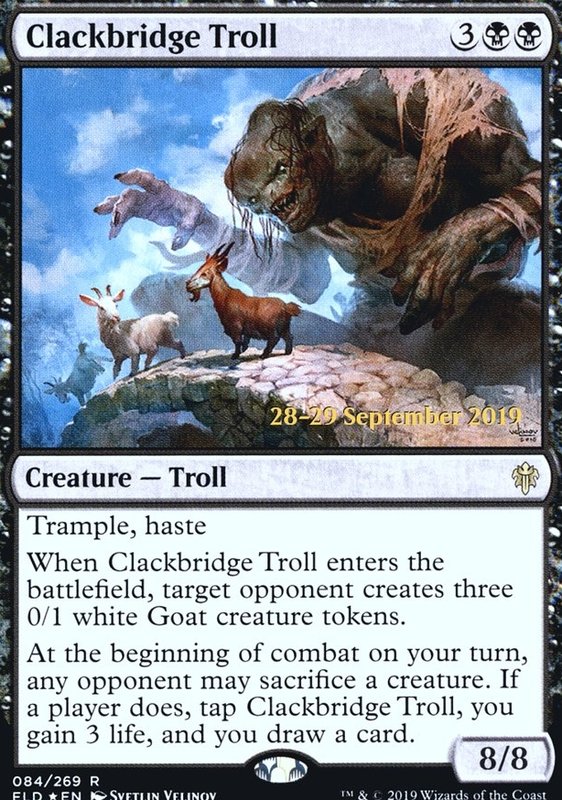 Clackbridge Troll 3
28-29 September 2019
VELINOV
Creature — Troll
Trample, haste
When Clackbridge Troll enters the
battlefield, target opponent creates three
0/1 white Goat creature tokens.
At the beginning of combat on your turn,
any opponent may sacrifice a creature. If
a player does, tap Clackbridge Troll, you
gain 3 life, and you draw a card.
8/8
084/269 R
ELD ★ EN Svetlin Velinov
™ & © 2019 Wizards of the Coast